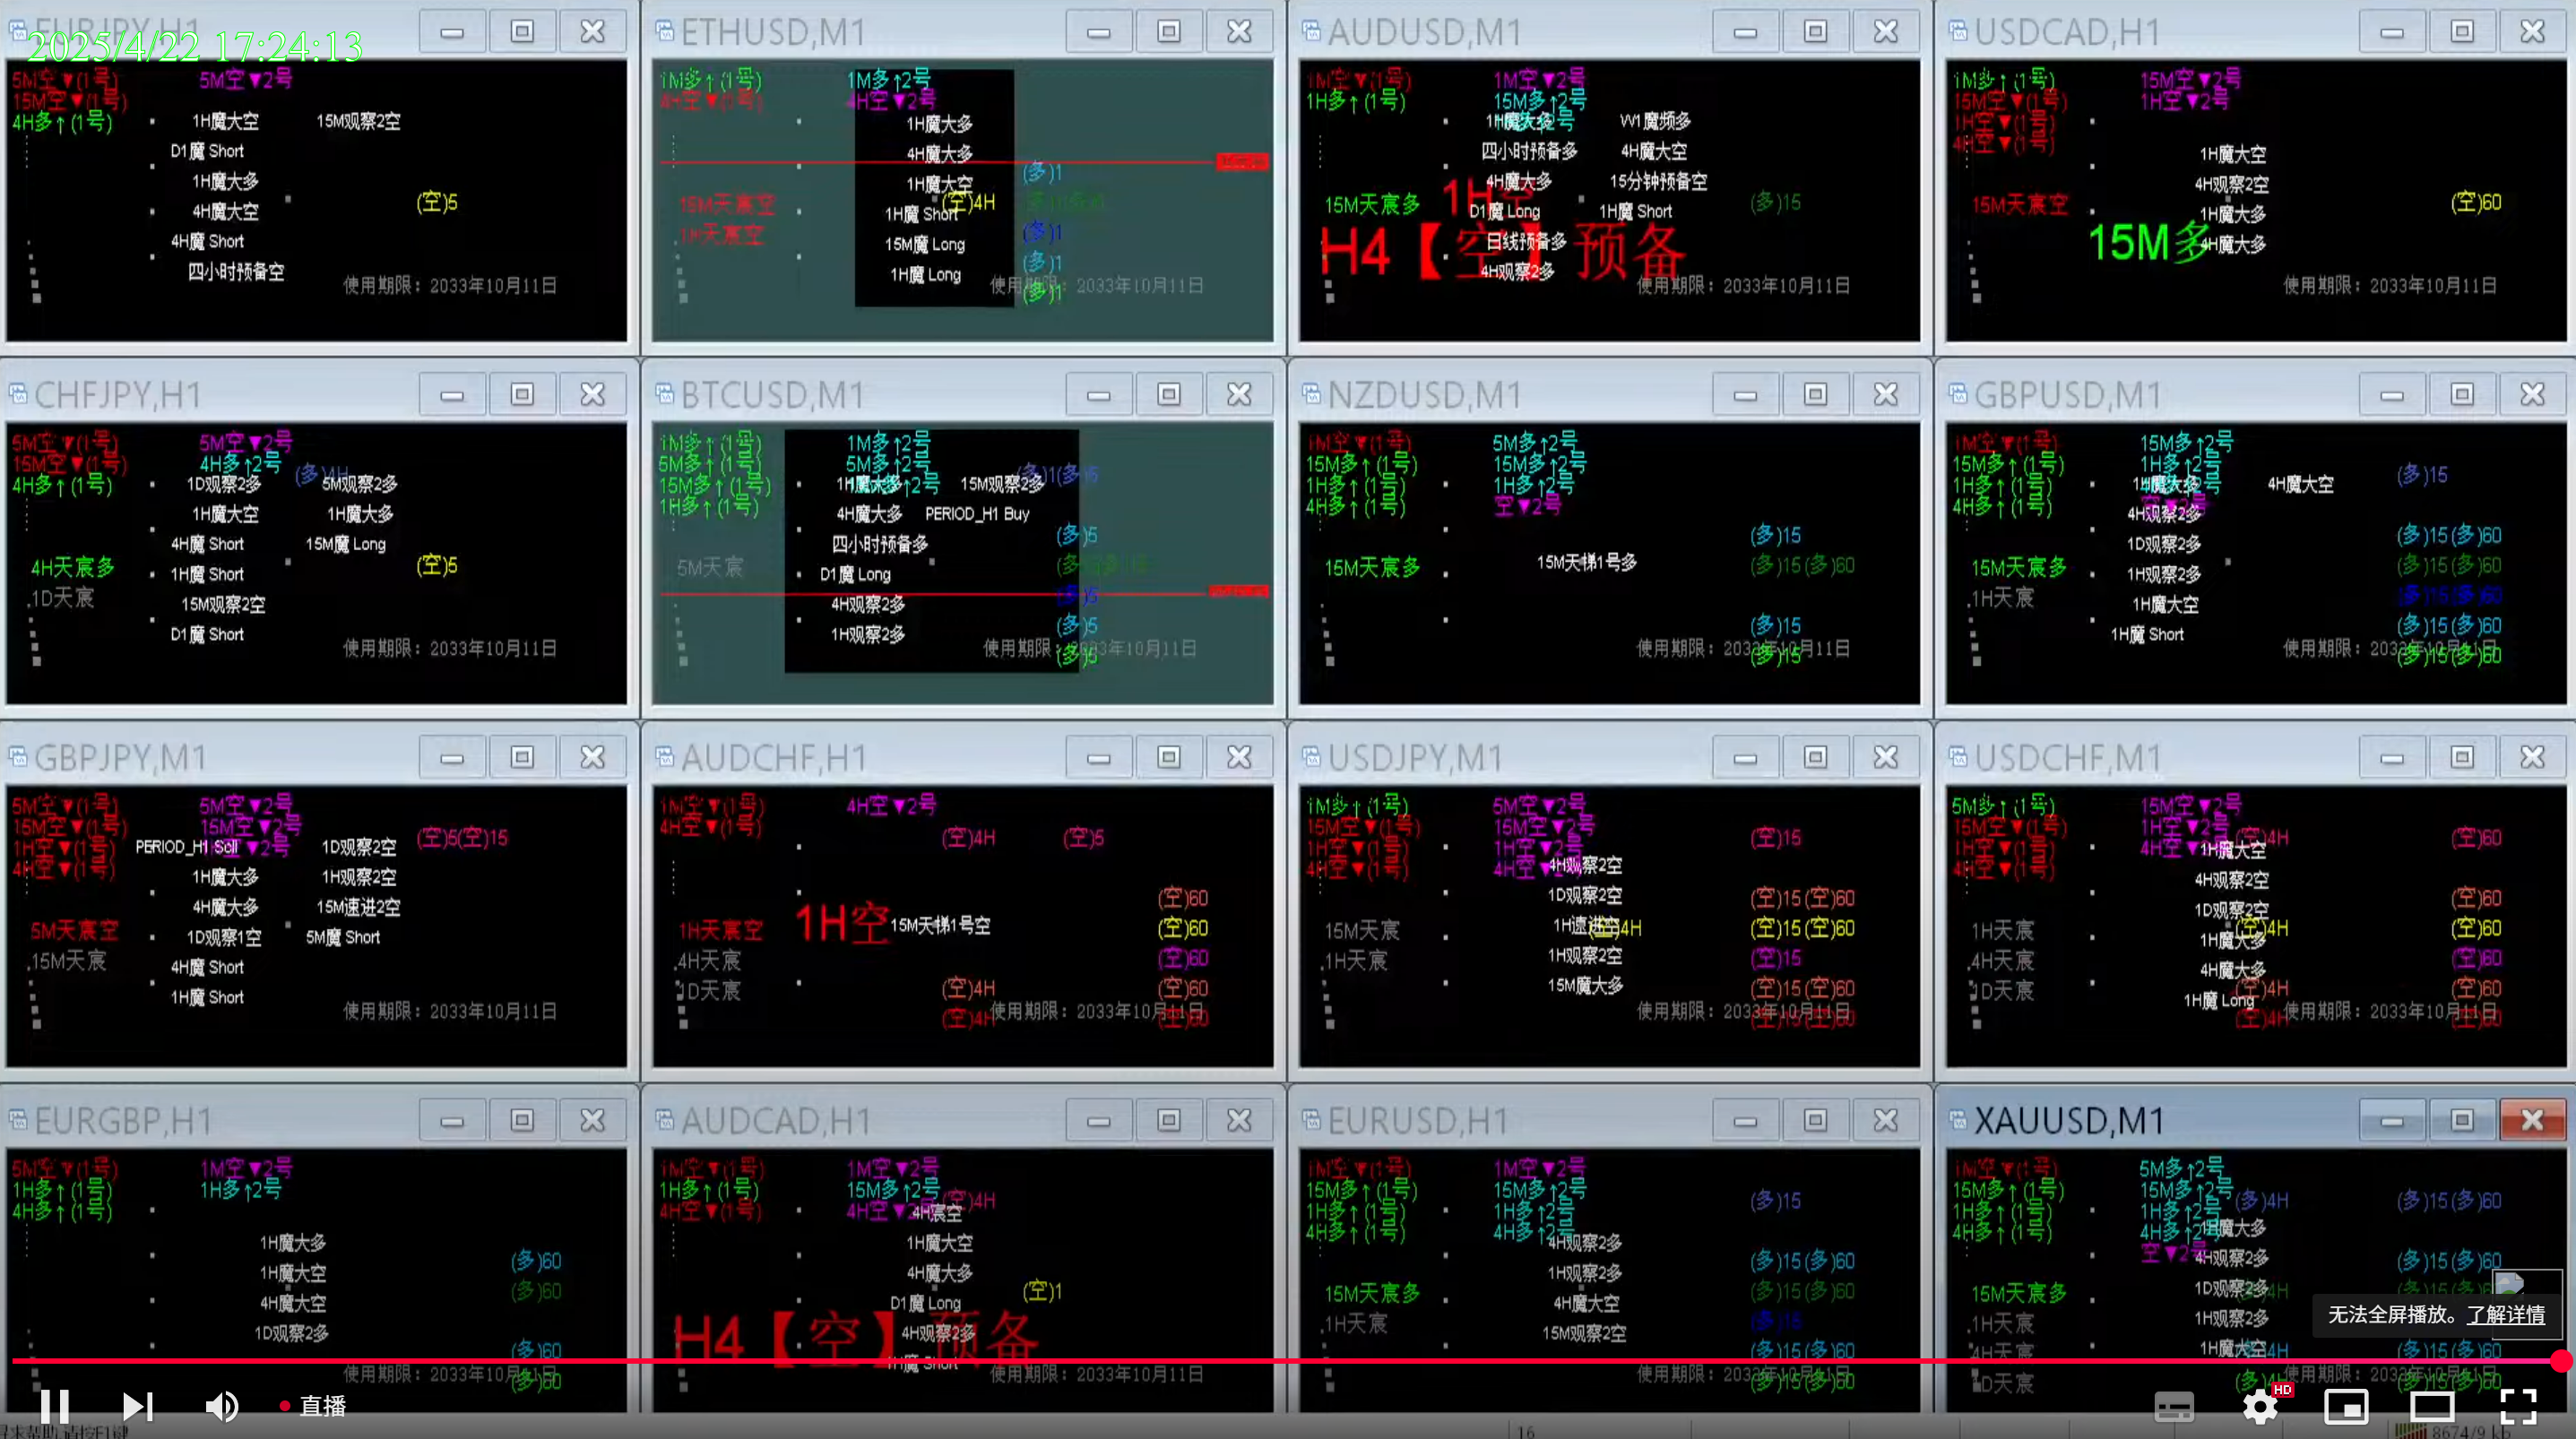 EURJPY,H1
2025/4/22 17:24:13
5M空▼(1号) 5M空▼2号
15M空▼(1号)
4H多↑(1号)
1H魔大空 15M观察2空
D1魔 Short
1H魔大多
4H魔大空 (空)5
4H魔 Short
四小时预备空
使用期限：2033年10月11日
ETHUSD,M1
1M多↑(1号) 1M多↑2号
4H空▼(1号) 4H空▼2号
1H魔大多
4H魔大多
(多)1
1H魔大空
15M天宸空 (空)4H
1H魔 Short
1H天宸空 (多)1
15M魔 Long
(多)1
1H魔 Long
使用期限：2033年10月11日
(多)1
AUDUSD,M1
1M空▼(1号) 1M空▼2号
1H多↑(1号) 15M多↑2号
1H魔大多 W1魔频多
四小时预备多 4H魔大空
4H魔大多 15分钟预备空
15M天宸多 1H空 (多)15
D1魔 Long 1H魔 Short
H4【空】预备
日线预备多
4H观察2多
使用期限：2033年10月11日
USDCAD,H1
1M多↑(1号) 15M空▼2号
15M空▼(1号) 1H空▼2号
1H空▼(1号)
4H空▼(1号)
1H魔大空
4H观察2空
15M天宸空 (空)60
1H魔大多
15M多
4H魔大多
使用期限：2033年10月11日
CHFJPY,H1
5M空▼(1号) 5M空▼2号
15M空▼(1号) 4H多↑2号
4H多↑(1号) (多)4H
1D观察2多 5M观察2多
1H魔大空 1H魔大多
4H魔 Short 15M魔 Long
4H天宸多 (空)5
1H魔 Short
.1D天宸
15M观察2空
D1魔 Short
使用期限：2033年10月11日
BTCUSD,M1
1M多↑(1号) 1M多↑2号
5M多↑(1号) 5M多↑2号
15M多↑(1号) (多)1(多)5
1H多↑(1号)
1H魔大多 15M观察2多
4H魔大多 PERIOD_H1 Buy
四小时预备多 (多)5
5M天宸
D1魔 Long
4H观察2多 (多)5
1H观察2多 (多)5
使用期限：2033年10月11日
(多)5
NZDUSD,M1
1M空▼(1号) 5M多↑2号
15M多↑(1号) 15M多↑2号
1H多↑(1号) 1H多↑2号
4H多↑(1号) 空▼2号
(多)15
15M天宸多 15M天梯1号多 (多)15(多)60
(多)15
使用期限：2033年10月11日
(多)15
GBPUSD,M1
1M空▼(1号) 15M多↑2号
15M多↑(1号) 1H多↑2号
1H多↑(1号) (多)15
4H多↑(1号) 空▼2号
1H魔大多 4H魔大空
4H观察2多
1D观察2多 (多)15(多)60
15M天宸多 1H观察2多 (多)15(多)60
.1H天宸 1H魔大空 (多)15(多)60
1H魔 Short (多)15(多)60
使用期限：2033年10月11日
(多)15(多)60
GBPJPY,M1
5M空▼(1号) 5M空▼2号
15M空▼(1号) 15M空▼2号
1H空▼(1号) 1H空▼2号 (空)5(空)15
4H空▼(1号)
PERIOD_H1 Sell 1D观察2空
1H魔大多 1H观察2空
4H魔大多 15M速进2空
5M天宸空 1D观察1空 5M魔 Short
.15M天宸 4H魔 Short
1H魔 Short
使用期限：2033年10月11日
AUDCHF,H1
1M空▼(1号) 4H空▼2号
4H空▼(1号) (空)4H (空)5
(空)60
1H天宸空 1H空 15M天梯1号空 (空)60
.4H天宸 (空)60
1D天宸 (空)4H (空)60
(空)4H 使用期限：2033年10月11日 (空)60
USDJPY,M1
1M多↑(1号) 5M空▼2号
15M空▼(1号) 15M空▼2号 (空)15
1H空▼(1号) 1H空▼2号
4H空▼(1号) 4H空▼2号
4H观察2空
1D观察2空 (空)15(空)60
15M天宸 1H速进空 (空)4H (空)15(空)60
.1H天宸 1H观察2空 (空)15
15M魔大多 (空)15(空)60
使用期限：2033年10月11日
(空)15(空)60
USDCHF,M1
5M多↑(1号) 15M空▼2号
15M空▼(1号) 1H空▼2号 (空)4H (空)60
1H空▼(1号) 4H空▼2号
4H空▼(1号)
1H魔大空
4H观察2空 (空)60
1D观察2空
1H天宸 (空)4H (空)60
1H魔大多
.4H天宸 4H魔大多 (空)60
1D天宸 (空)4H (空)60
1H魔 Long
(空)4H 使用期限：2033年10月11日 (空)60
EURGBP,H1
5M空▼(1号) 1M空▼2号
1H多↑(1号) 1H多↑2号
4H多↑(1号)
1H魔大多 (多)60
1H魔大空
4H魔大空 (多)60
1D观察2多 (多)60
使用期限：2033年10月11日
(多)60
AUDCAD,H1
1M空▼(1号) 1M空▼2号
1H多↑(1号) 15M多↑2号
4H空▼(1号) 4H空▼2号 (空)4H
4H宸空
1H魔大空
4H魔大多
D1魔 Long (空)1
H4【空】预备
4H观察2多
1H魔 Short
使用期限：2033年10月11日
EURUSD,H1
1M空▼(1号) 1M空▼2号
15M多↑(1号) 15M多↑2号
1H多↑(1号) 1H多↑2号 (多)15
4H多↑(1号) 4H多↑2号
4H观察2多
1H观察2多 (多)15(多)60
15M天宸多 4H魔大空 (多)15(多)60
.1H天宸 15M观察2空 (多)15
(多)15(多)60
使用期限：2033年10月11日
(多)15(多)60
XAUUSD,M1
1M空▼(1号) 5M多↑2号
15M多↑(1号) 15M多↑2号
1H多↑(1号) 1H多↑2号 (多)4H (多)15(多)60
4H多↑(1号) 4H多↑2号
空▼2号
1H魔大多
4H观察2多 (多)15(多)60
15M天宸多 1D观察2多
.1H天宸 1H观察2多
无法全屏播放。了解详情
.4H天宸 1H魔大空 (多)15(多)60
1D天宸 使用期限：2033年10月11日
直播
HD
16
8674/9 kb